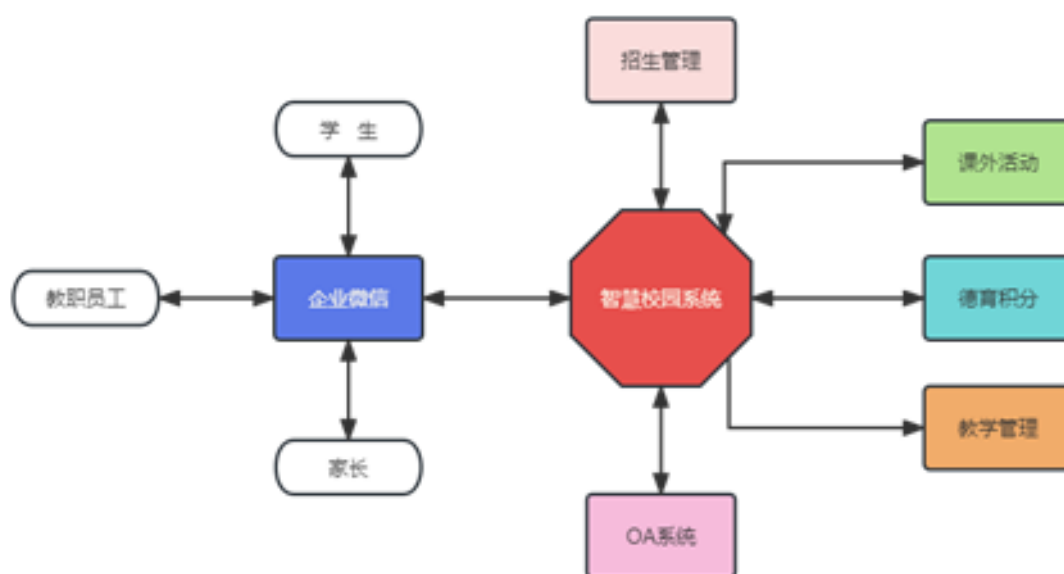 招生管理
学 生
课外活动
教职员工
企业微信
智慧校园系统
德育积分
教学管理
家长
OA系统